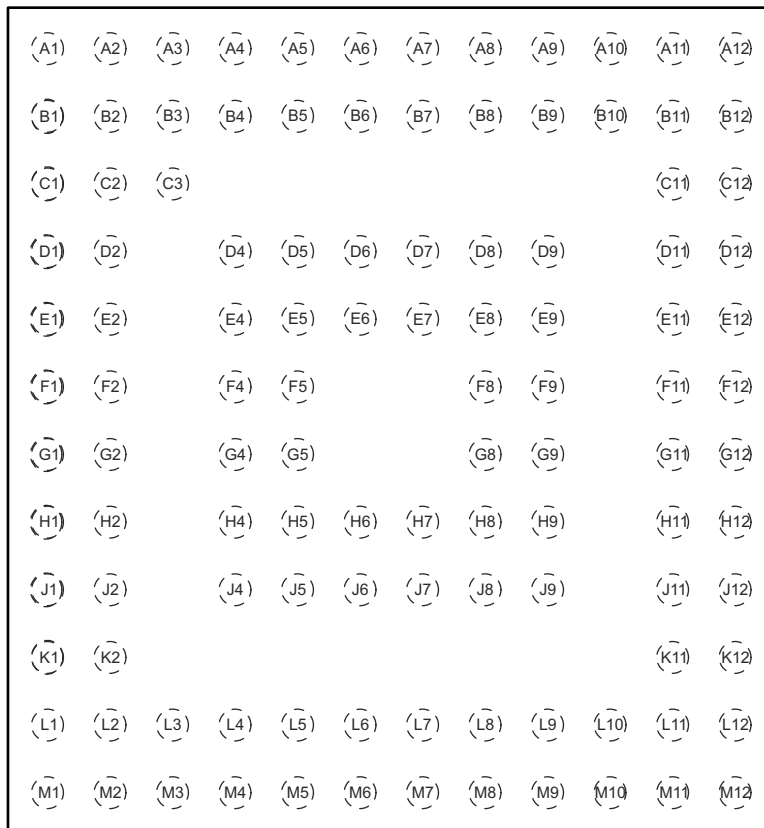 A1 A2 A3 A4 A5 A6 A7 A8 A9 A10 A11 A12
B1 B2 B3 B4 B5 B6 B7 B8 B9 B10 B11 B12
C1 C2 C3 C11 C12
D1 D2 D4 D5 D6 D7 D8 D9 D11 D12
E1 E2 E4 E5 E6 E7 E8 E9 E11 E12
F1 F2 F4 F5 F8 F9 F11 F12
G1 G2 G4 G5 G8 G9 G11 G12
H1 H2 H4 H5 H6 H7 H8 H9 H11 H12
J1 J2 J4 J5 J6 J7 J8 J9 J11 J12
K1 K2 K11 K12
L1 L2 L3 L4 L5 L6 L7 L8 L9 L10 L11 L12
M1 M2 M3 M4 M5 M6 M7 M8 M9 M10 M11 M12